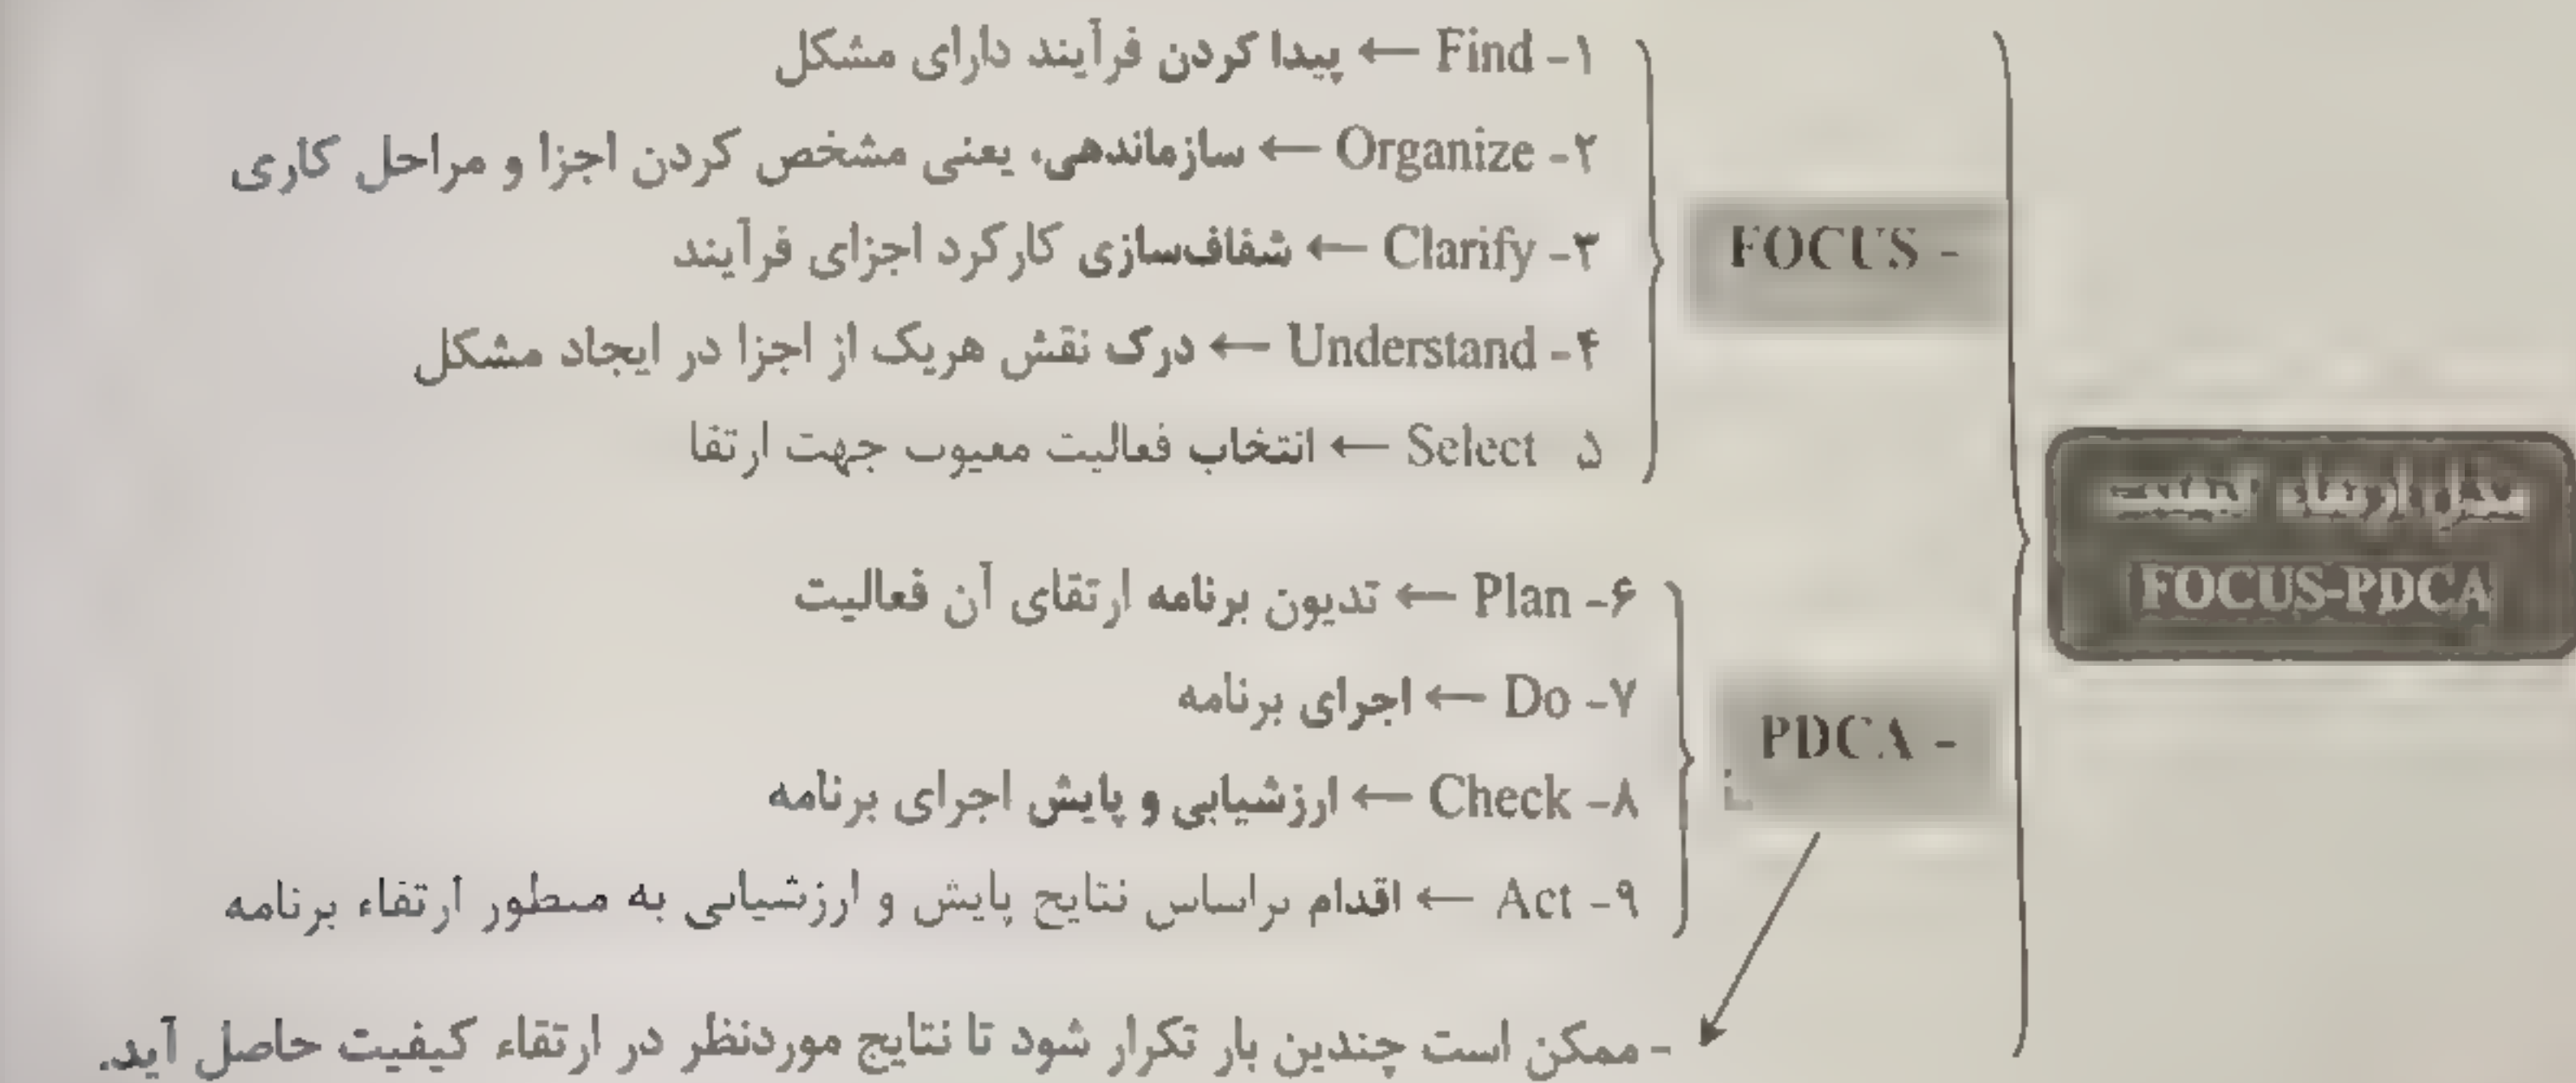 ۱- Find ← پیدا کردن فرآیند دارای مشکل
۲- Organize ← سازماندهی، یعنی مشخص کردن اجزا و مراحل کاری
۳- Clarify ← شفاف‌سازی کارکرد اجزای فرآیند
- FOCUS
۴- Understand ← درک نقش هریک از اجزا در ایجاد مشکل
۵ Select ← انتخاب فعالیت معیوب جهت ارتقا
FOCUS-PDCA
۶- Plan ← تدیون برنامه ارتقای آن فعالیت
۷- Do ← اجرای برنامه
- PDCA
۸- Check ← ارزشیابی و پایش اجرای برنامه
۹- Act ← اقدام براساس نتایج پایش و ارزشیابی به منظور ارتقاء برنامه
- ممکن است چندین بار تکرار شود تا نتایج موردنظر در ارتقاء کیفیت حاصل آید.